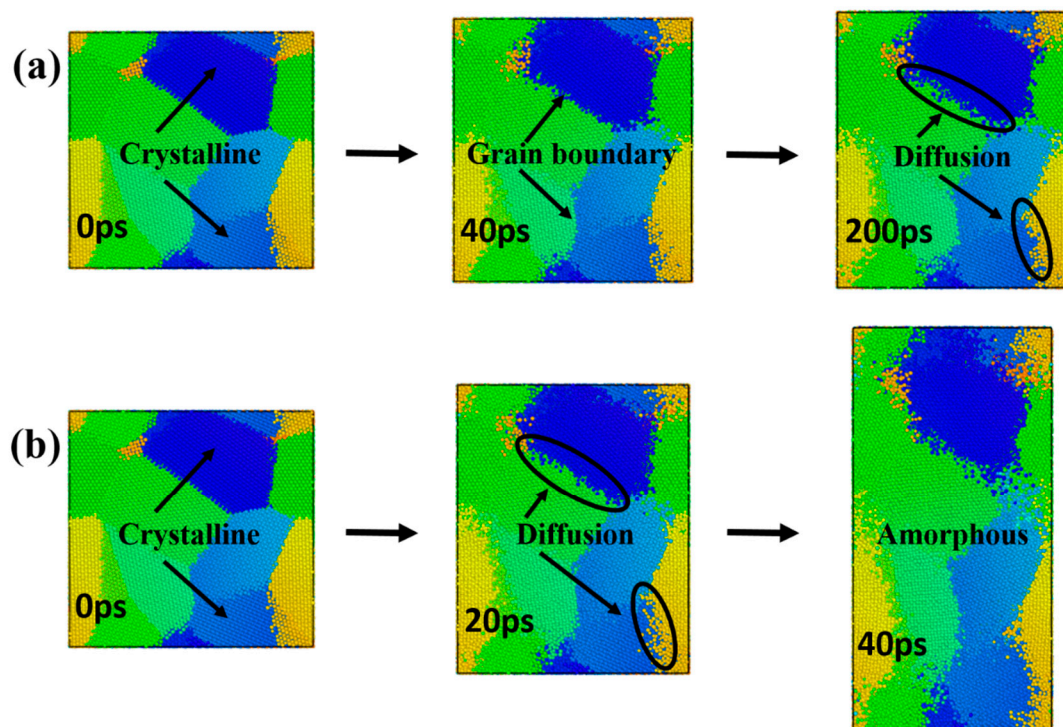 (a)
Crystalline
0ps
Grain boundary
40ps
Diffusion
200ps
(b)
Crystalline
0ps
Diffusion
20ps
Amorphous
40ps